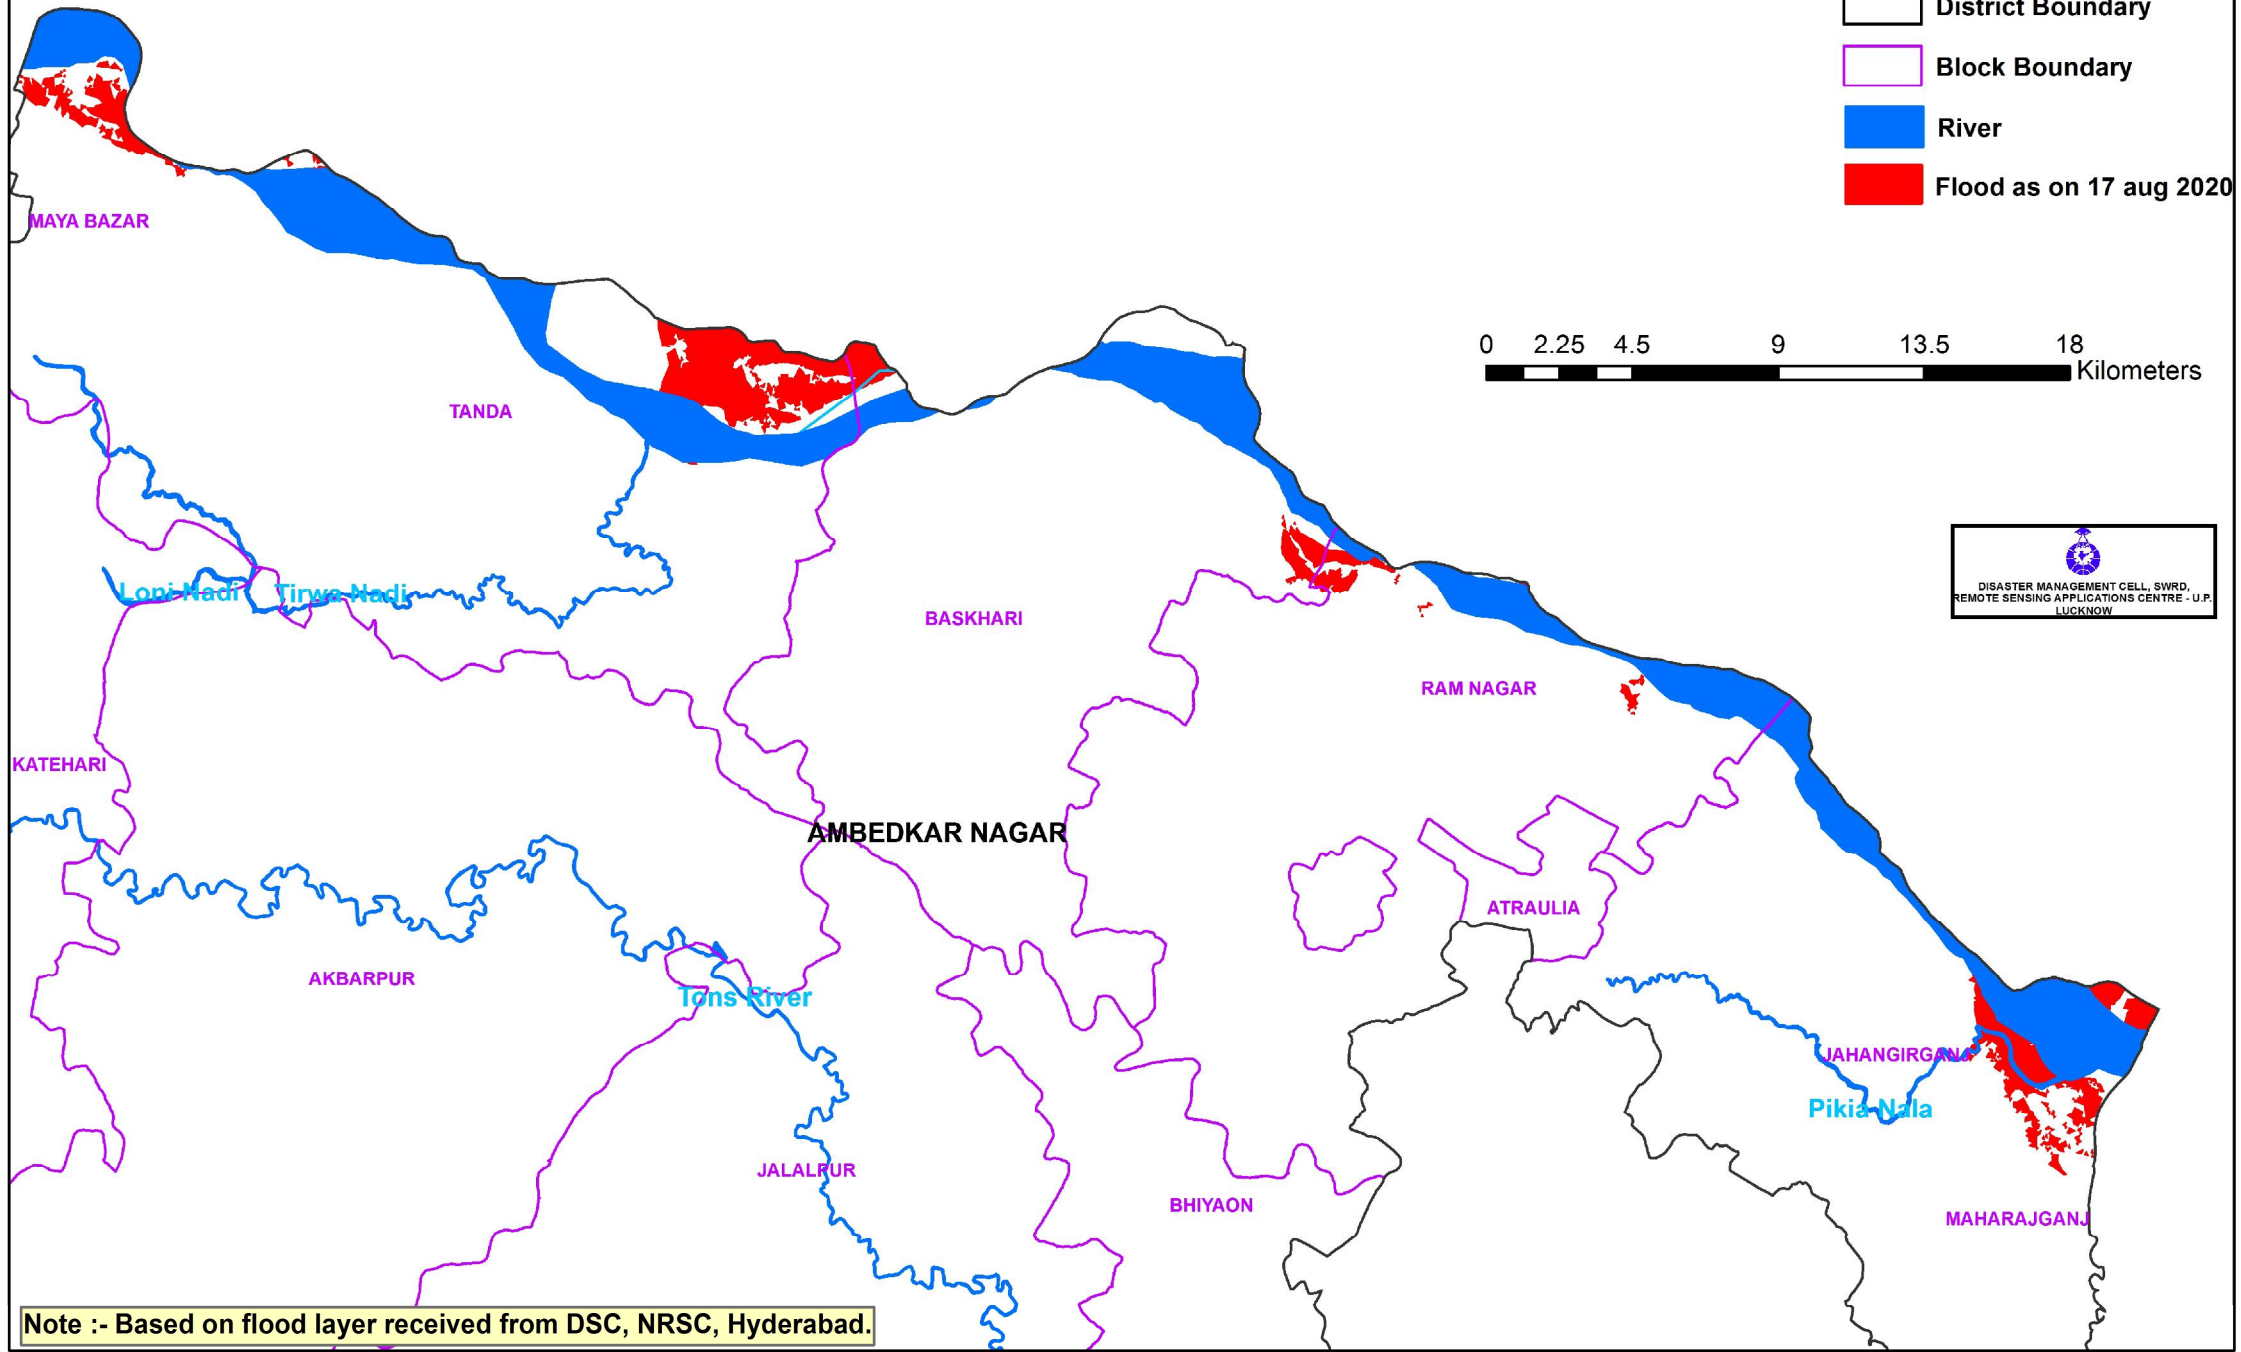 District Boundary
Block Boundary
River
Flood as on 17 aug 2020
MAYA BAZAR
0 2.25 4.5 9 13.5 18
Kilometers
TANDA
DISASTER MANAGEMENT CELL, SWRD,
REMOTE SENSING APPLICATIONS CENTRE - U.P.
LUCKNOW
Loni Nadi
Tirwa Nadi
BASKHARI
RAM NAGAR
KATEHARI
AMBEDKAR NAGAR
ATRAULIA
AKBARPUR
Tons River
JAHANGIRGANJ
Pikia Nala
JALALPUR
BHIYAON
MAHARAJGANJ
Note :- Based on flood layer received from DSC, NRSC, Hyderabad.